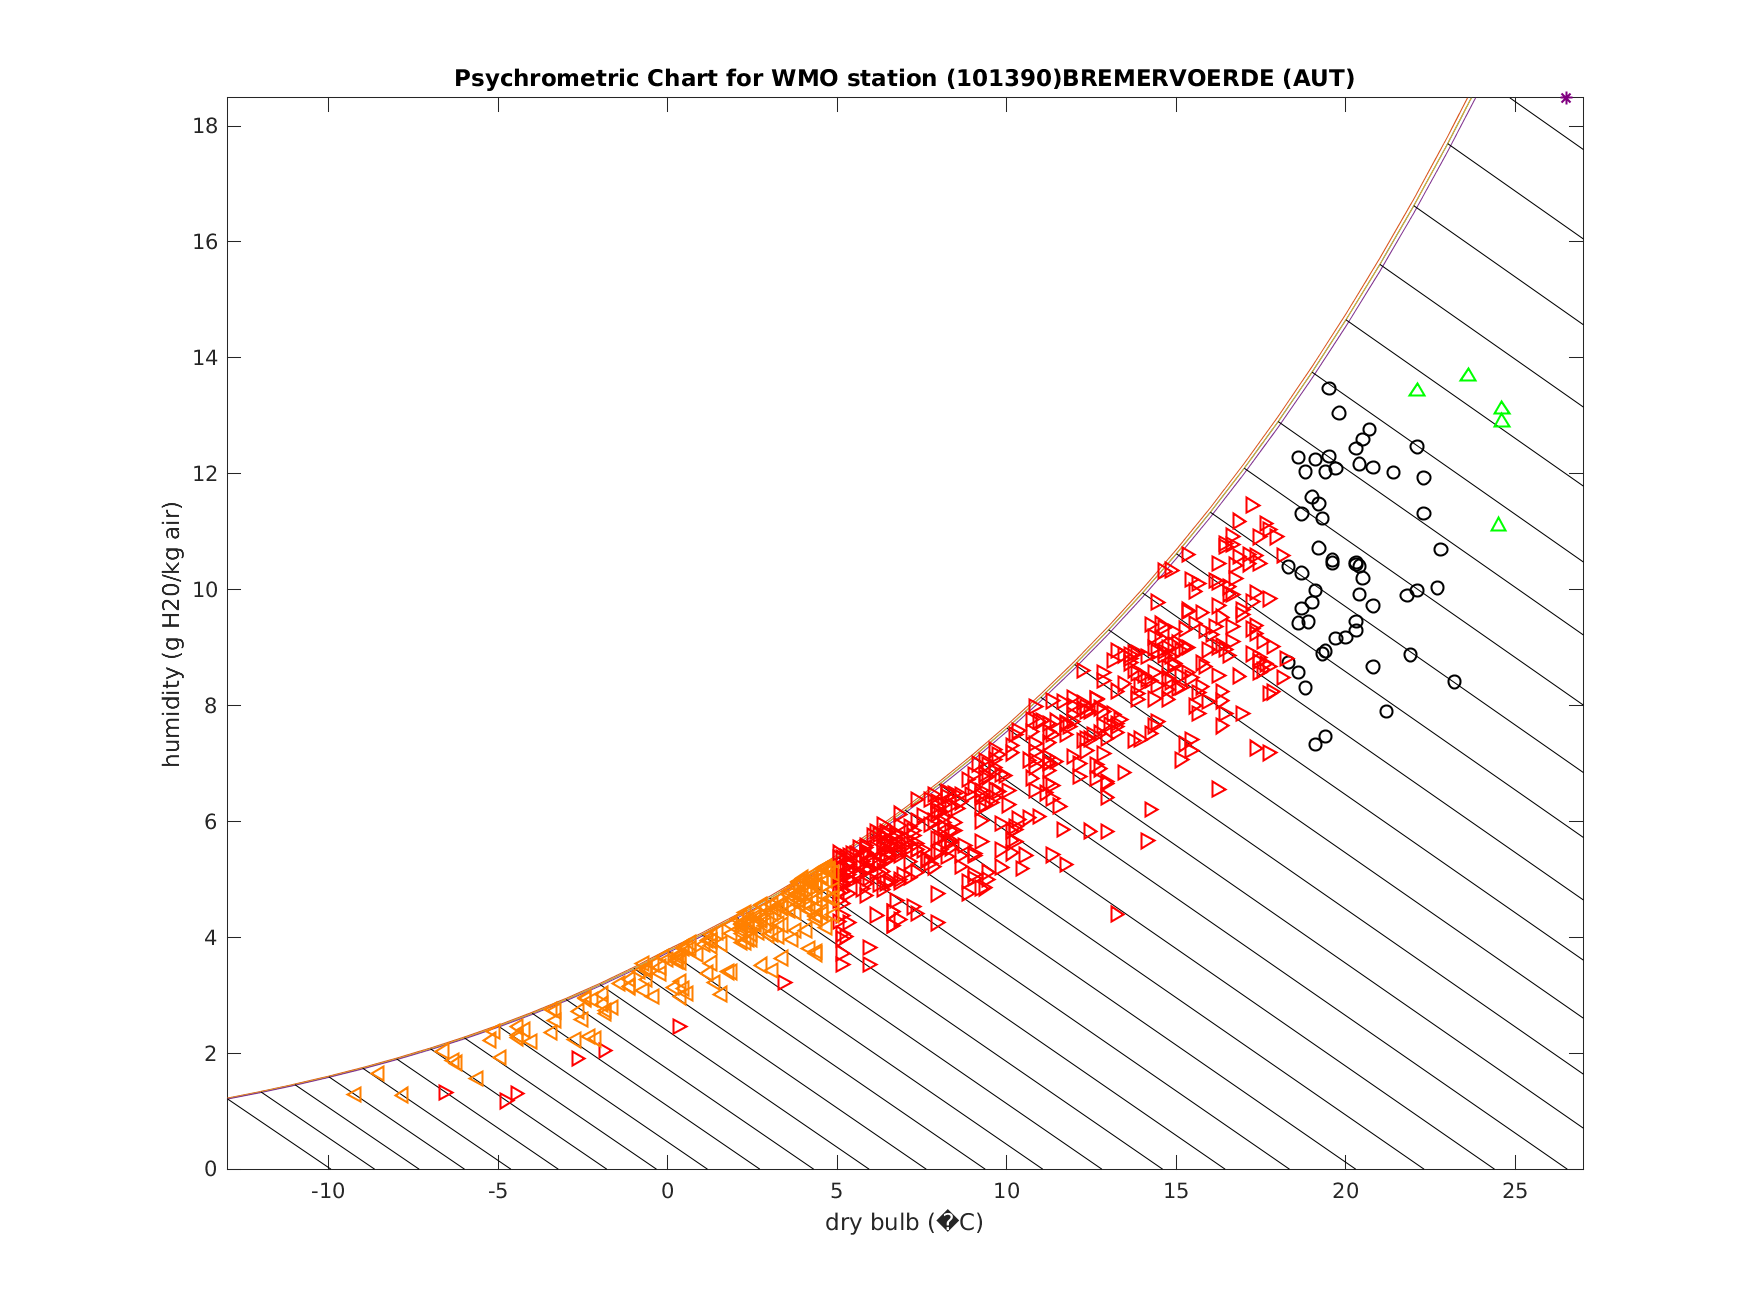 Psychrometric Chart for WMO station (101390)BREMERVOERDE (AUT)
18
16
14
12
10
8
6
4
2
0
humidity (g H20/kg air)
-10 -5 0 5 10 15 20 25
dry bulb (�C)